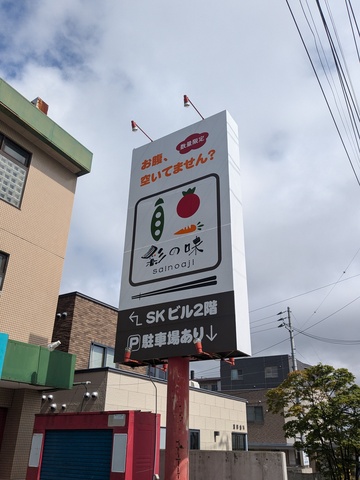 数量限定
お腹、
空いてません?
彩の味
sainoaji
SKビル2階
P駐車場あり